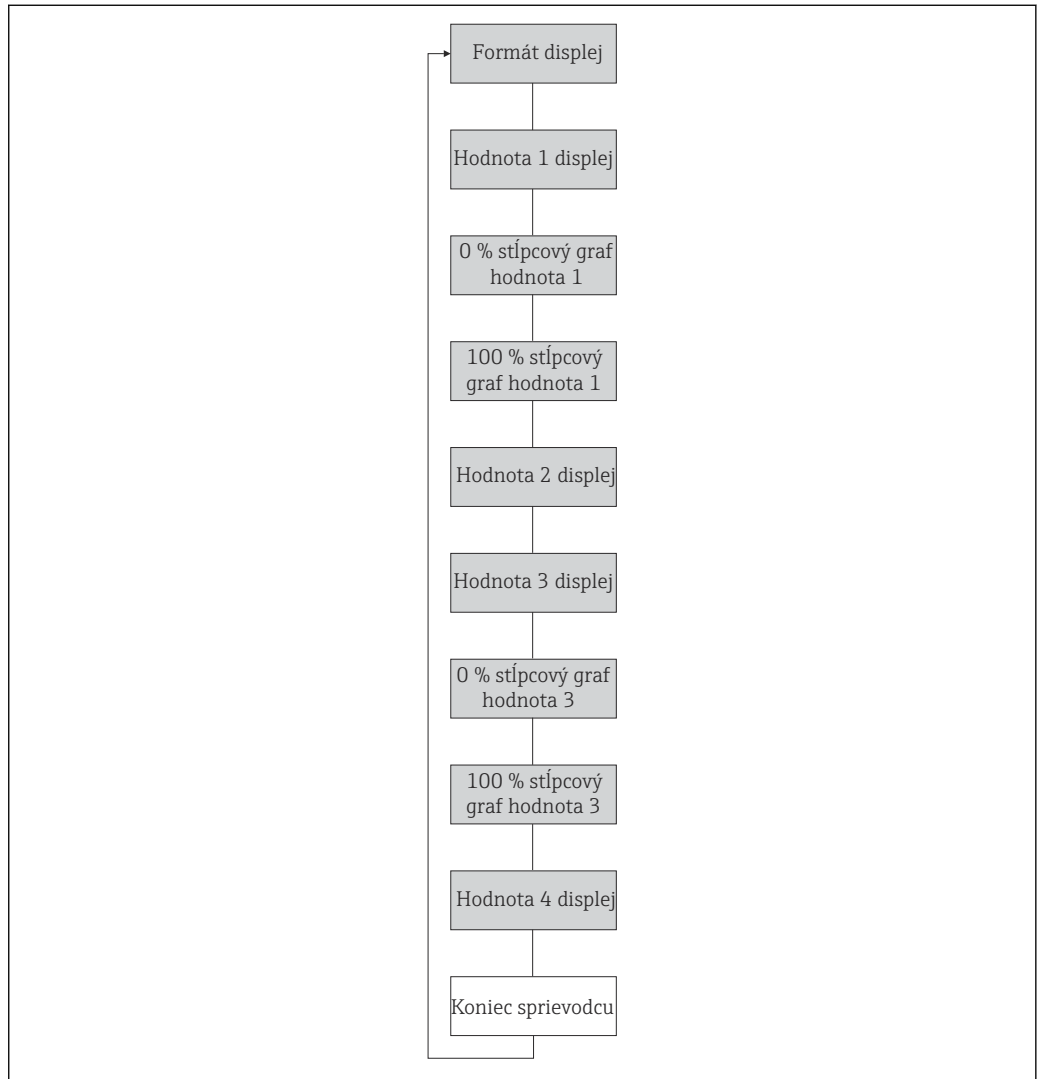 Formát displej
Hodnota 1 displej
0 % stĺpcový graf
hodnota 1
100 % stĺpcový
graf hodnota 1
Hodnota 2 displej
Hodnota 3 displej
0 % stĺpcový graf
hodnota 3
100 % stĺpcový
graf hodnota 3
Hodnota 4 displej
Koniec sprievodcu